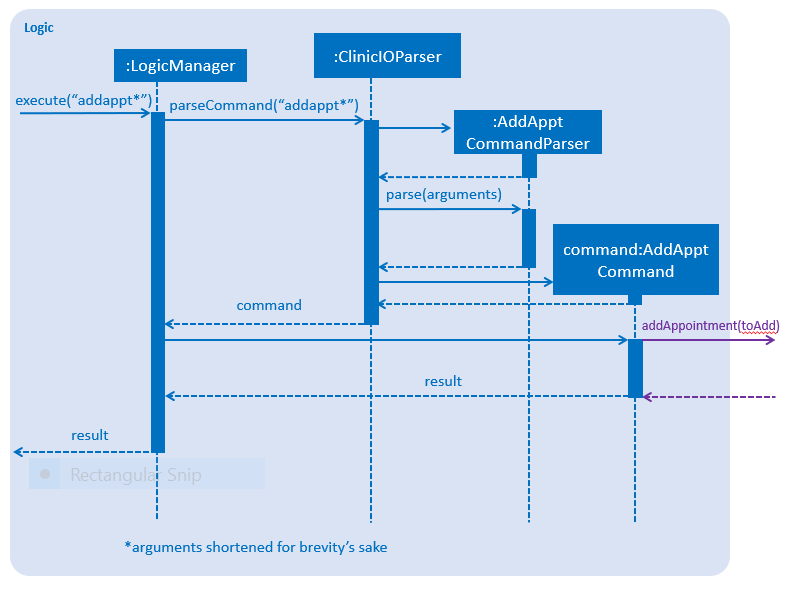 Logic
:LogicManager
:ClinicIOParser
execute(“addappt*”)
parseCommand(“addappt*”)
:AddAppt
CommandParser
parse(arguments)
command:AddAppt
Command
command
addAppointment(toAdd)
result
result
Rectangular Snip
*arguments shortened for brevity’s sake